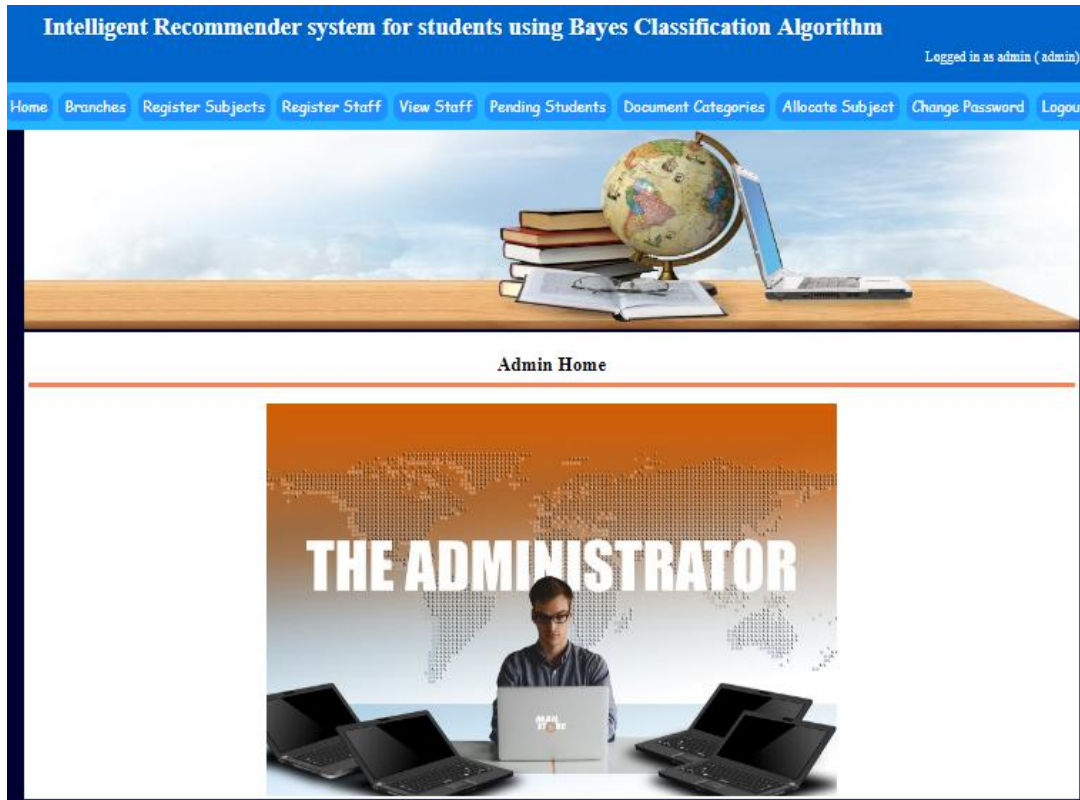 Intelligent Recommender system for students using Bayes Classification Algorithm
Logged in as admin ( admin)
Home Branches Register Subjects Register Staff View Staff Pending Students Document Categories Allocate Subject Change Password Logou
Admin Home
THE ADMINISTRATOR
MAIL